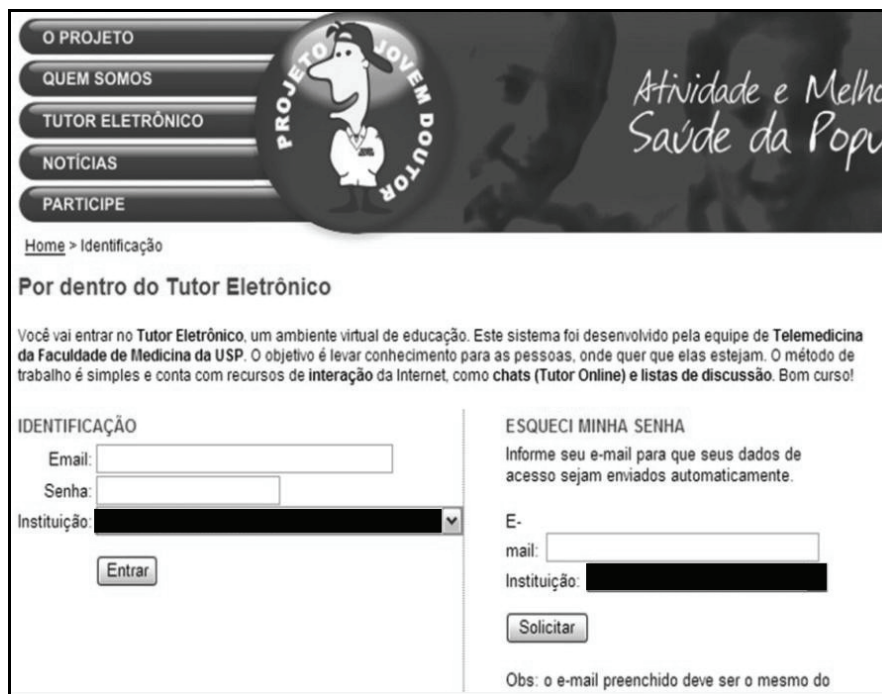 O PROJETO
QUEM SOMOS
TUTOR ELETRÔNICO
NOTÍCIAS
PARTICIPE
PROJETO JOVEM DOUTOR
Atividade e Melho
Saúde da Popu
Home > Identificação
Por dentro do Tutor Eletrônico
Você vai entrar no Tutor Eletrônico, um ambiente virtual de educação. Este sistema foi desenvolvido pela equipe de Telemedicina
da Faculdade de Medicina da USP. O objetivo é levar conhecimento para as pessoas, onde quer que elas estejam. O método de
trabalho é simples e conta com recursos de interação da Internet, como chats (Tutor Online) e listas de discussão. Bom curso!
IDENTIFICAÇÃO
Email:
Senha:
Instituição:
Entrar
ESQUECI MINHA SENHA
Informe seu e-mail para que seus dados de
acesso sejam enviados automaticamente.
E-
mail:
Instituição:
Solicitar
Obs: o e-mail preenchido deve ser o mesmo do